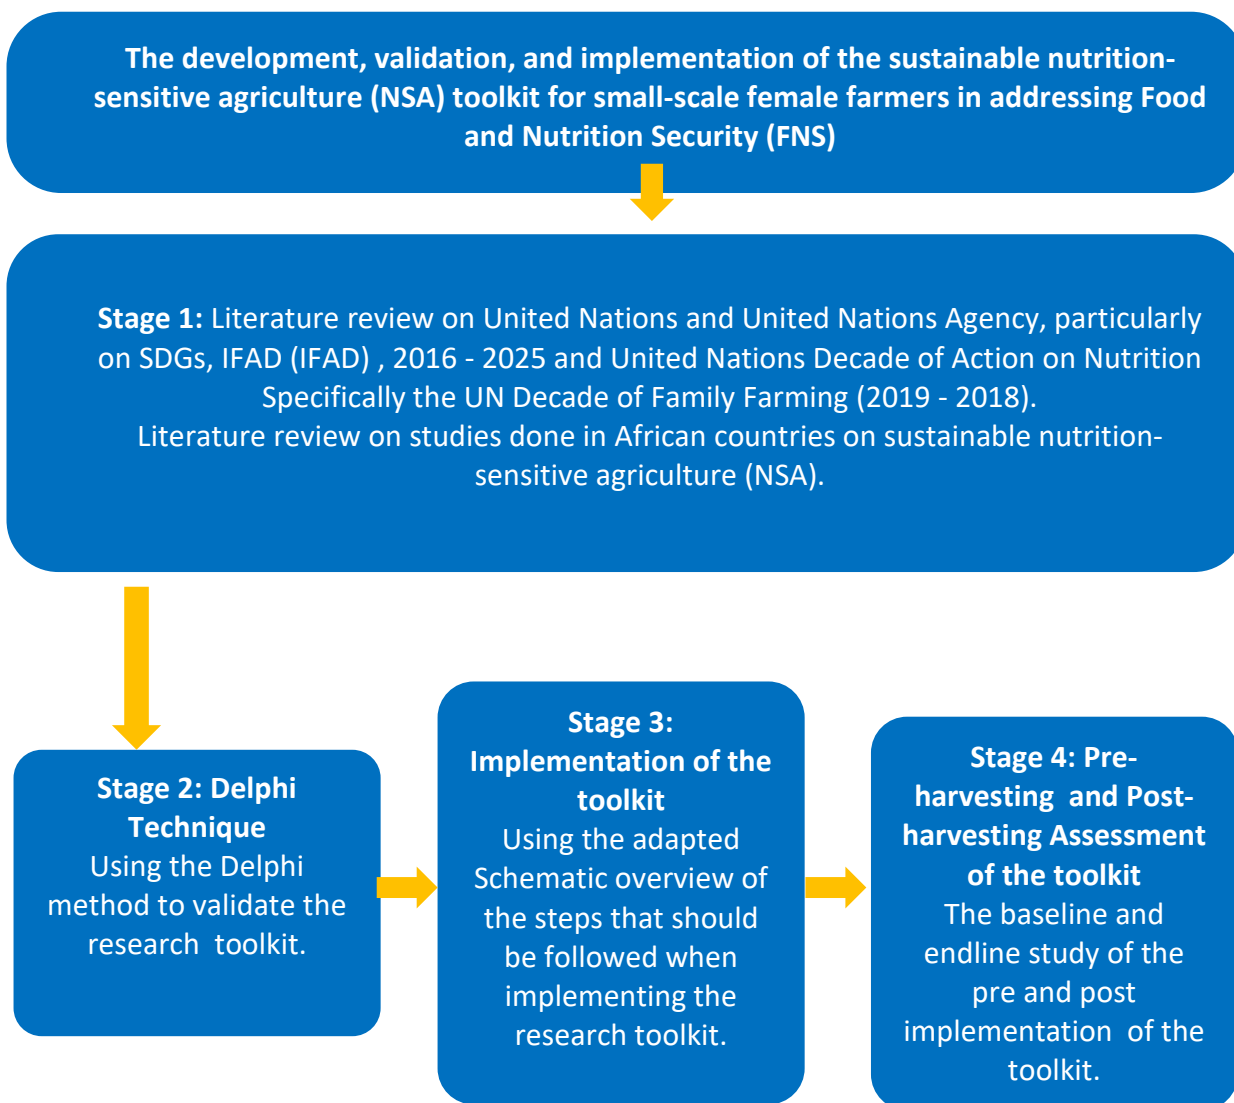 The development, validation, and implementation of the sustainable nutrition-
sensitive agriculture (NSA) toolkit for small-scale female farmers in addressing Food
and Nutrition Security (FNS)
Stage 1: Literature review on United Nations and United Nations Agency, particularly
on SDGs, IFAD (IFAD) , 2016 - 2025 and United Nations Decade of Action on Nutrition
Specifically the UN Decade of Family Farming (2019 - 2018).
Literature review on studies done in African countries on sustainable nutrition-
sensitive agriculture (NSA).
Stage 2: Delphi
Technique
Using the Delphi
method to validate the
research toolkit.
Stage 3:
Implementation of the
toolkit
Using the adapted
Schematic overview of
the steps that should
be followed when
implementing the
research toolkit.
Stage 4: Pre-
harvesting and Post-
harvesting Assessment
of the toolkit
The baseline and
endline study of the
pre and post
implementation of the
toolkit.